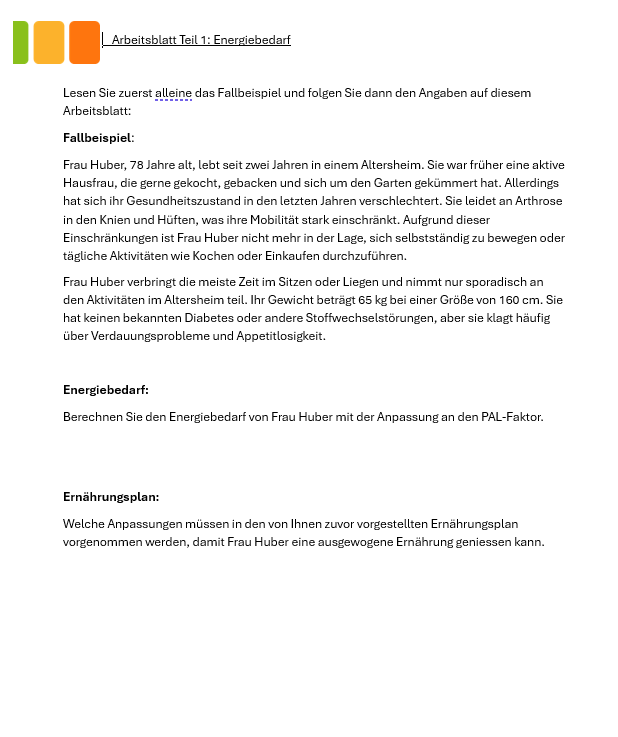 Arbeitsblatt Teil 1: Energiebedarf
Lesen Sie zuerst alleine das Fallbeispiel und folgen Sie dann den Angaben auf diesem
Arbeitsblatt:
Fallbeispiel:
Frau Huber, 78 Jahre alt, lebt seit zwei Jahren in einem Altersheim. Sie war früher eine aktive
Hausfrau, die gerne gekocht, gebacken und sich um den Garten gekümmert hat. Allerdings
hat sich ihr Gesundheitszustand in den letzten Jahren verschlechtert. Sie leidet an Arthrose
in den Knien und Hüften, was ihre Mobilität stark einschränkt. Aufgrund dieser
Einschränkungen ist Frau Huber nicht mehr in der Lage, sich selbstständig zu bewegen oder
tägliche Aktivitäten wie Kochen oder Einkaufen durchzuführen.
Frau Huber verbringt die meiste Zeit im Sitzen oder Liegen und nimmt nur sporadisch an
den Aktivitäten im Altersheim teil. Ihr Gewicht beträgt 65 kg bei einer Größe von 160 cm. Sie
hat keinen bekannten Diabetes oder andere Stoffwechselstörungen, aber sie klagt häufig
über Verdauungsprobleme und Appetitlosigkeit.
Energiebedarf:
Berechnen Sie den Energiebedarf von Frau Huber mit der Anpassung an den PAL-Faktor.
Ernährungsplan:
Welche Anpassungen müssen in den von Ihnen zuvor vorgestellten Ernährungsplan
vorgenommen werden, damit Frau Huber eine ausgewogene Ernährung geniessen kann.